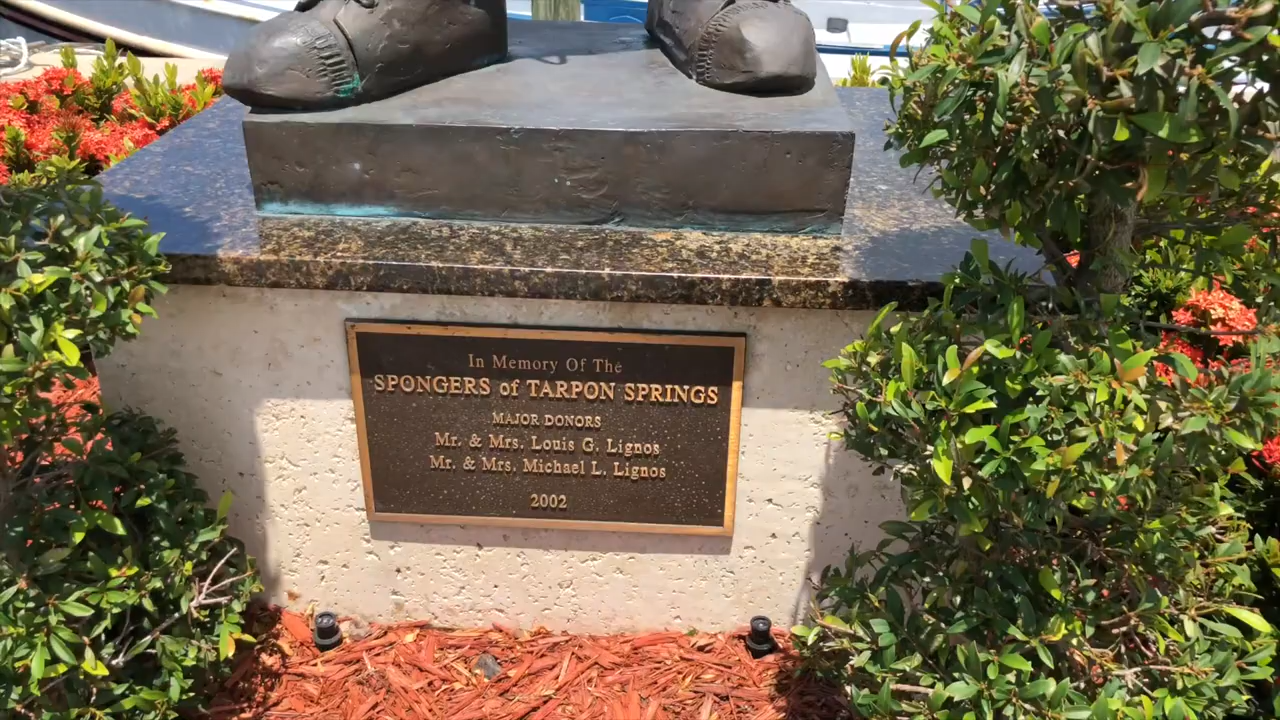 In Memory Of The
SPONGERS of TARPON SPRINGS
MAJOR DONORS
Mr. & Mrs. Louis G. Lignos
Mr. & Mrs. Michael L. Lignos
2002